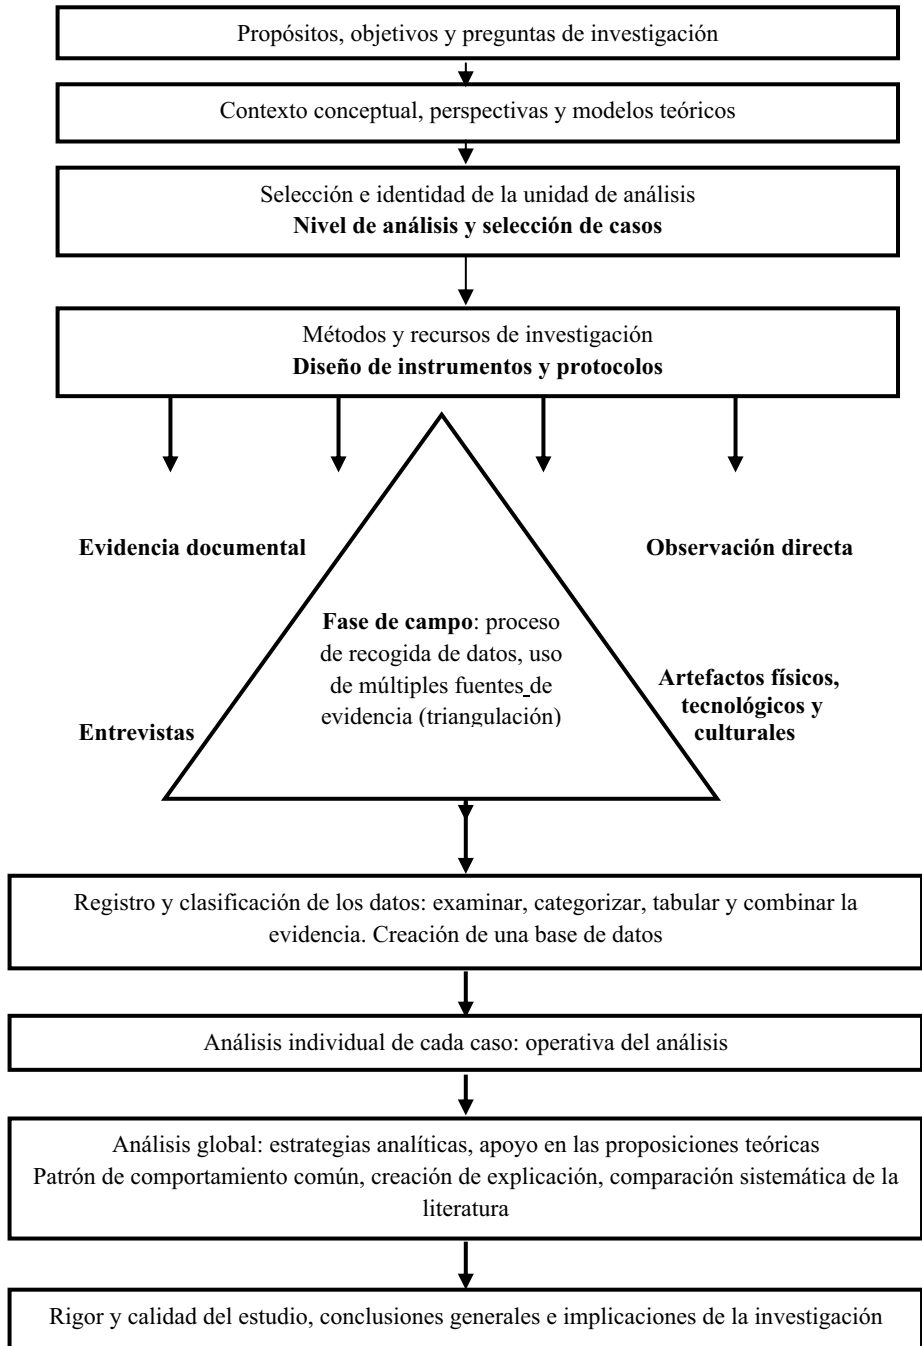 Propósitos, objetivos y preguntas de investigación
Contexto conceptual, perspectivas y modelos teóricos
Selección e identidad de la unidad de análisis
Nivel de análisis y selección de casos
Métodos y recursos de investigación
Diseño de instrumentos y protocolos
Evidencia documental
Observación directa
Fase de campo: proceso
de recogida de datos, uso
de múltiples fuentes de
evidencia (triangulación)
Entrevistas
Artefactos físicos,
tecnológicos y
culturales
Registro y clasificación de los datos: examinar, categorizar, tabular y combinar la
evidencia. Creación de una base de datos
Análisis individual de cada caso: operativa del análisis
Análisis global: estrategias analíticas, apoyo en las proposiciones teóricas
Patrón de comportamiento común, creación de explicación, comparación sistemática de la
literatura
Rigor y calidad del estudio, conclusiones generales e implicaciones de la investigación